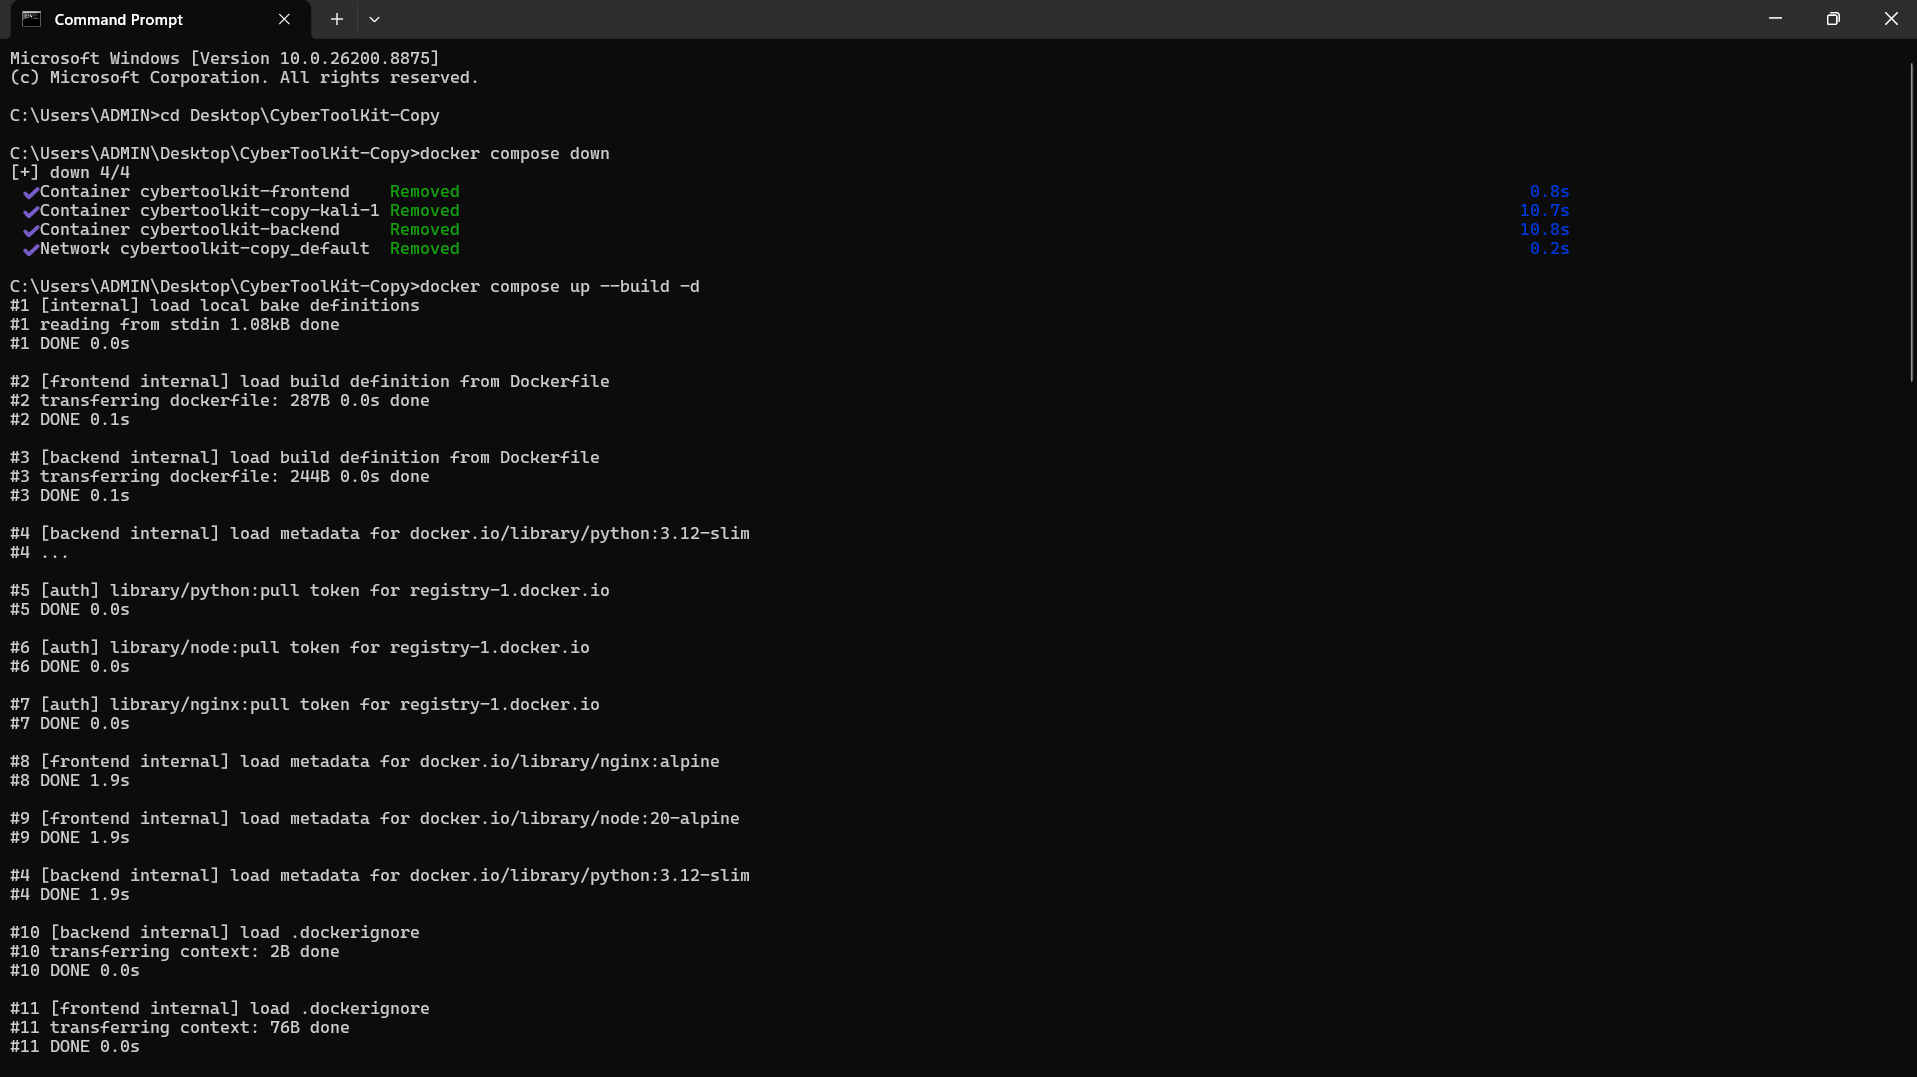 Command Prompt
Microsoft Windows [Version 10.0.26200.8875]
(c) Microsoft Corporation. All rights reserved.
C:\Users\ADMIN>cd Desktop\CyberToolKit-Copy
C:\Users\ADMIN\Desktop\CyberToolKit-Copy>docker compose down
[+] down 4/4
✔Container cybertoolkit-frontend Removed 0.8s
✔Container cybertoolkit-copy-kali-1 Removed 10.7s
✔Container cybertoolkit-backend Removed 10.8s
✔Network cybertoolkit-copy_default Removed 0.2s
C:\Users\ADMIN\Desktop\CyberToolKit-Copy>docker compose up --build -d
#1 [internal] load local bake definitions
#1 reading from stdin 1.08kB done
#1 DONE 0.0s
#2 [frontend internal] load build definition from Dockerfile
#2 transferring dockerfile: 287B 0.0s done
#2 DONE 0.1s
#3 [backend internal] load build definition from Dockerfile
#3 transferring dockerfile: 244B 0.0s done
#3 DONE 0.1s
#4 [backend internal] load metadata for docker.io/library/python:3.12-slim
#4 ...
#5 [auth] library/python:pull token for registry-1.docker.io
#5 DONE 0.0s
#6 [auth] library/node:pull token for registry-1.docker.io
#6 DONE 0.0s
#7 [auth] library/nginx:pull token for registry-1.docker.io
#7 DONE 0.0s
#8 [frontend internal] load metadata for docker.io/library/nginx:alpine
#8 DONE 1.9s
#9 [frontend internal] load metadata for docker.io/library/node:20-alpine
#9 DONE 1.9s
#4 [backend internal] load metadata for docker.io/library/python:3.12-slim
#4 DONE 1.9s
#10 [backend internal] load .dockerignore
#10 transferring context: 2B done
#10 DONE 0.0s
#11 [frontend internal] load .dockerignore
#11 transferring context: 76B done
#11 DONE 0.0s